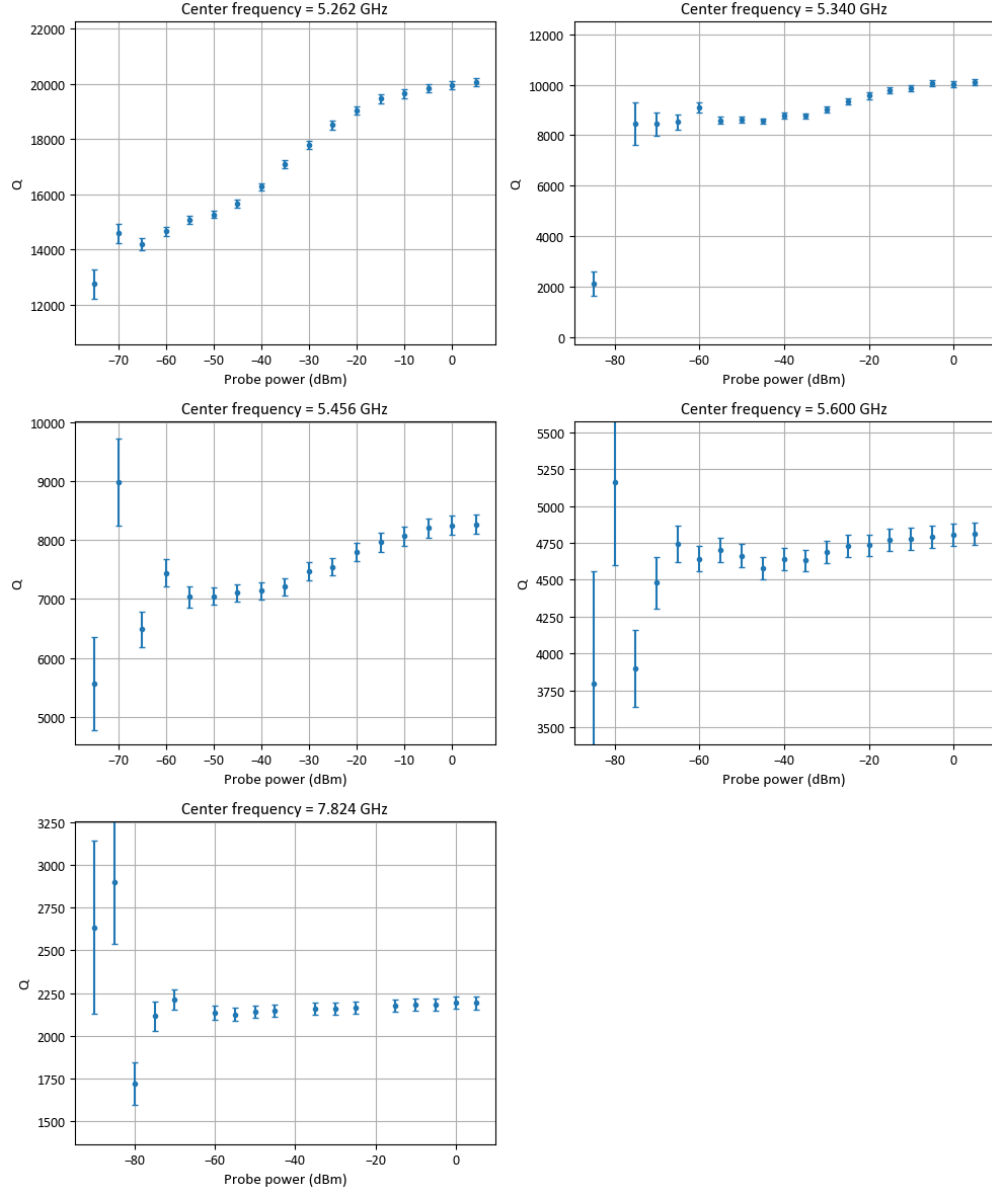 Center frequency = 5.262 GHz
22000
20000
18000
16000
14000
12000
Q
−70 −60 −50 −40 −30 −20 −10 0
Probe power (dBm)
Center frequency = 5.340 GHz
12000
10000
8000
6000
4000
2000
0
Q
−80 −60 −40 −20 0
Probe power (dBm)
Center frequency = 5.456 GHz
10000
9000
8000
7000
6000
5000
Q
−70 −60 −50 −40 −30 −20 −10 0
Probe power (dBm)
Center frequency = 5.600 GHz
5500
5250
5000
4750
4500
4250
4000
3750
3500
Q
−80 −60 −40 −20 0
Probe power (dBm)
Center frequency = 7.824 GHz
3250
3000
2750
2500
2250
2000
1750
1500
Q
−80 −60 −40 −20 0
Probe power (dBm)